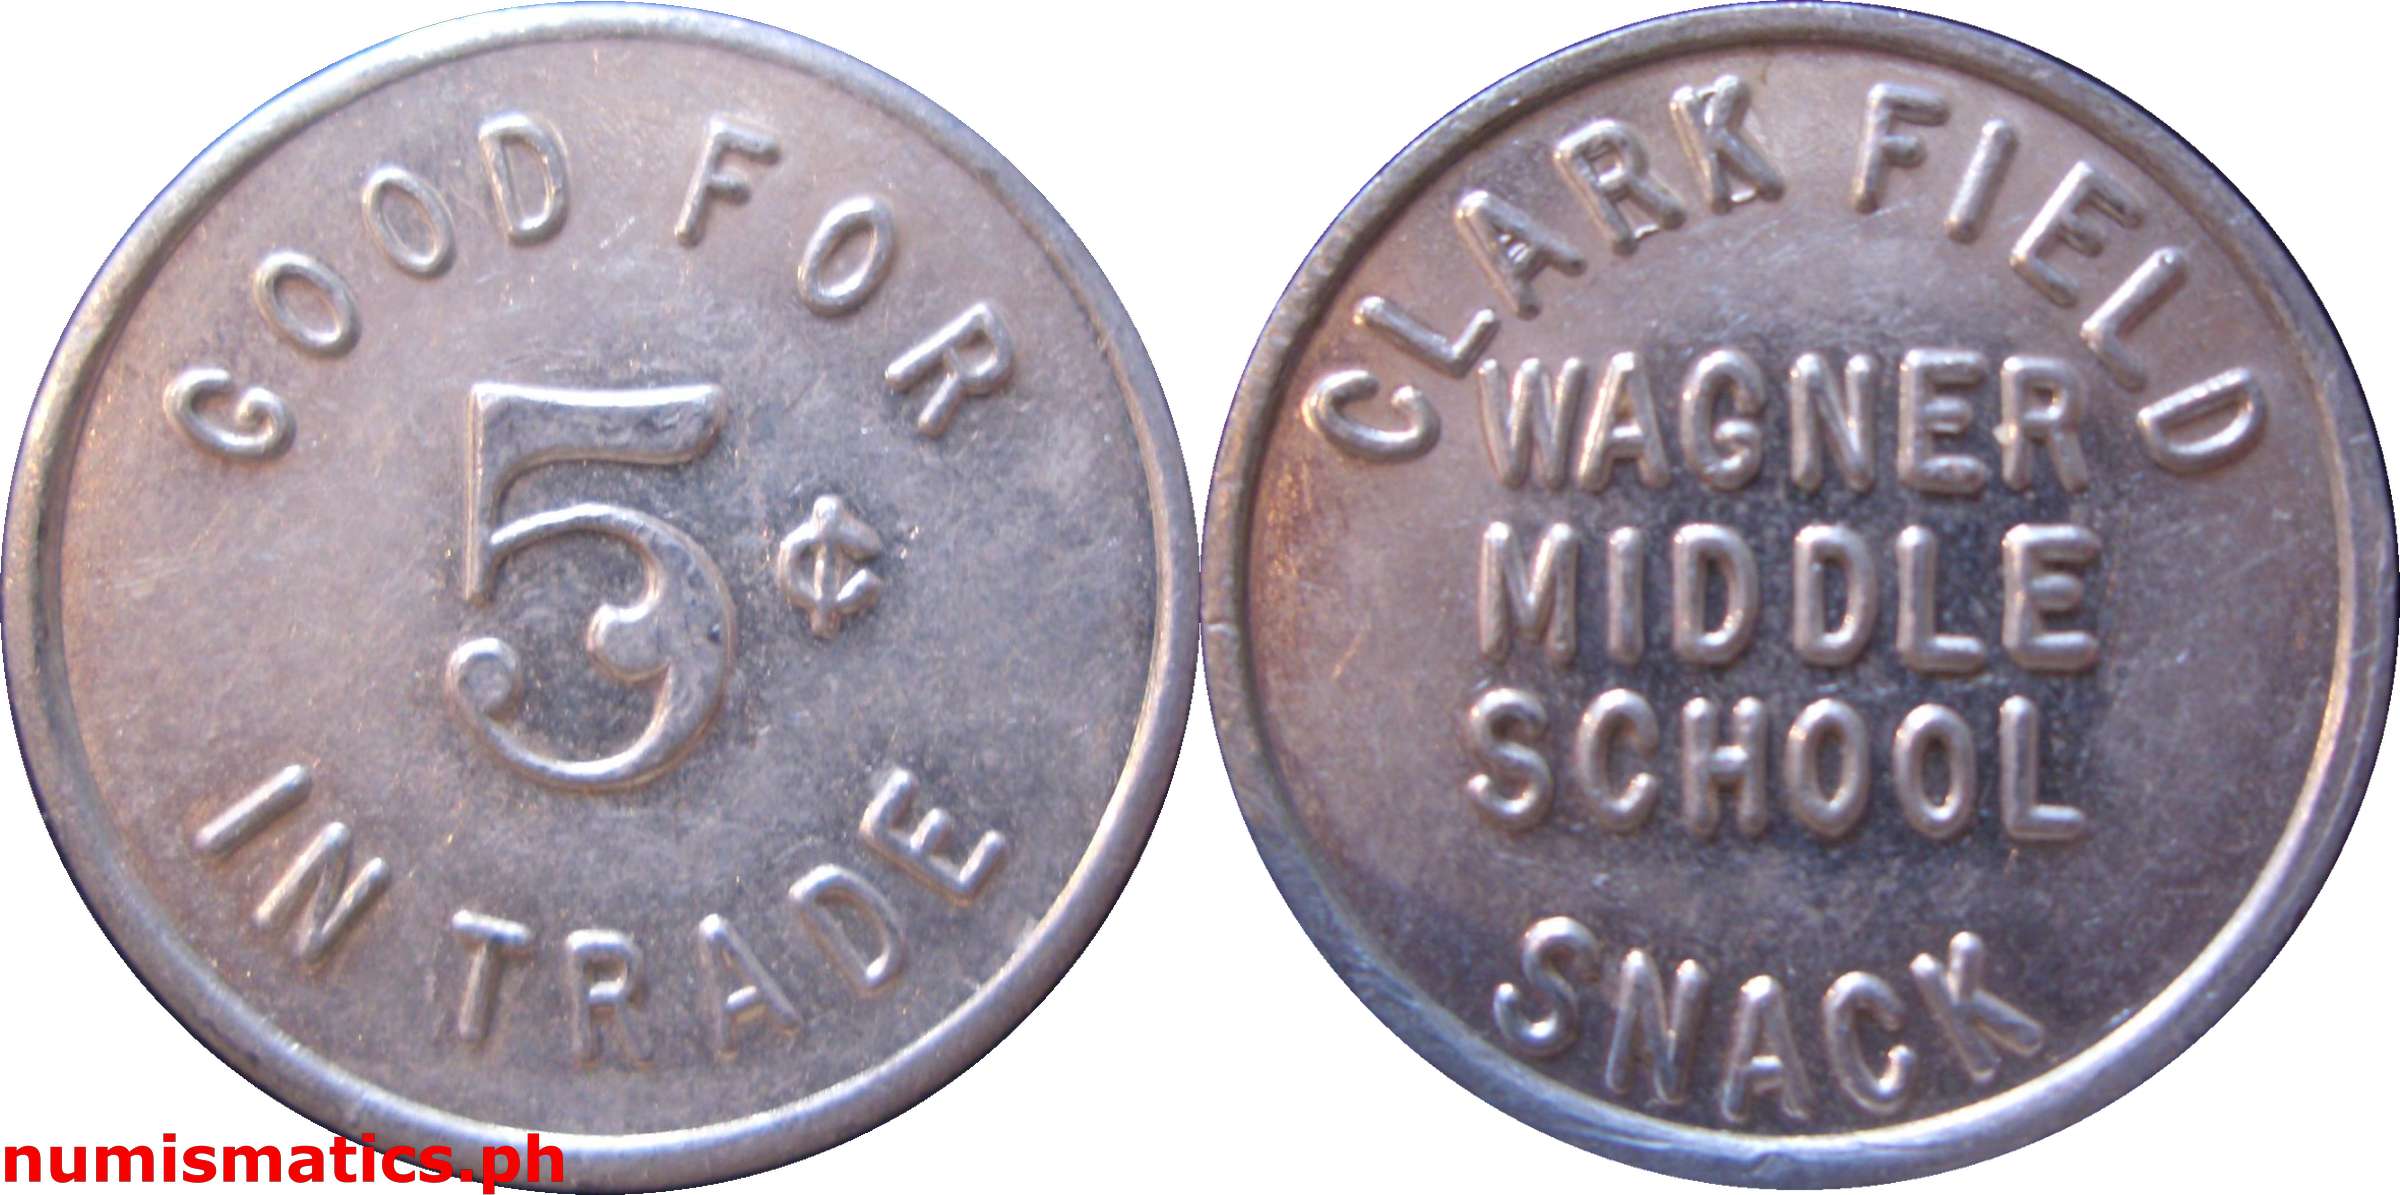 GOOD FOR
5¢
IN TRADE
CLARK FIELD
WAGNER
MIDDLE
SCHOOL
SNACK
numismatics.ph